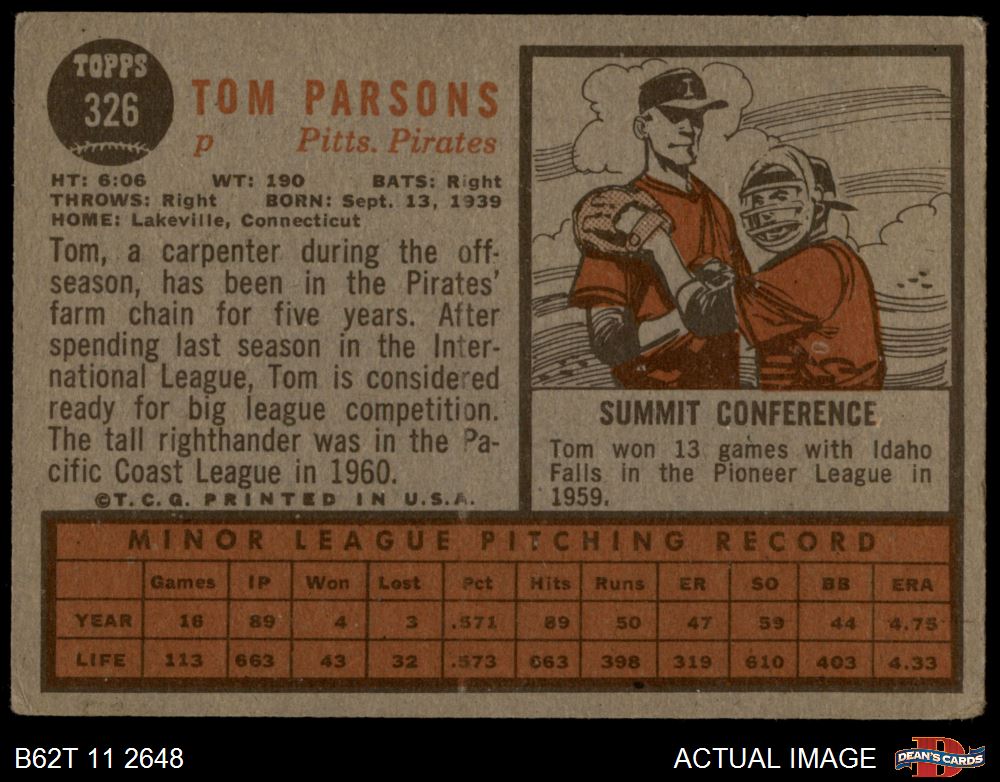 TOPPS
326
TOM PARSONS
p Pitts. Pirates
HT: 6:06 WT: 190 BATS: Right
THROWS: Right BORN: Sept. 13, 1939
HOME: Lakeville, Connecticut
Tom, a carpenter during the off-
season, has been in the Pirates'
farm chain for five years. After
spending last season in the Inter-
national League, Tom is considered
ready for big league competition.
The tall righthander was in the Pa-
cific Coast League in 1960.
©T.C.G. PRINTED IN U.S.A.
I
SUMMIT CONFERENCE
Tom won 13 games with Idaho
Falls in the Pioneer League in
1959.
MINOR LEAGUE PITCHING RECORD
Games IP Won Lost Pct Hits Runs ER SO BB ERA
YEAR 16 89 4 3 .571 89 50 47 59 44 4.75
LIFE 113 663 43 32 .573 663 398 319 610 403 4.33
B62T 11 2648
ACTUAL IMAGE
D
DEAN'S CARDS